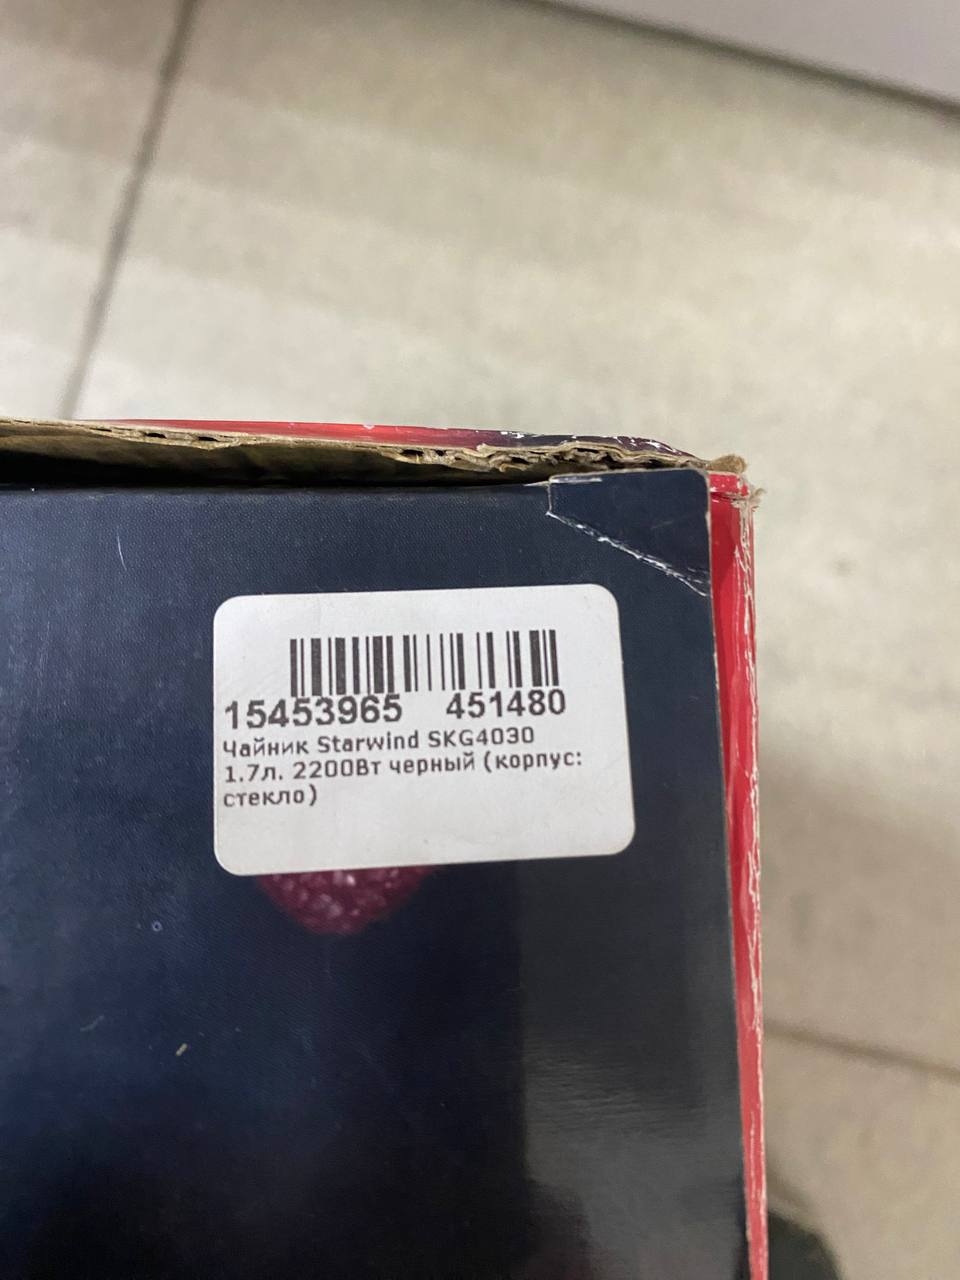 15453965 451480
Чайник Starwind SKG4030
1.7л. 2200Вт черный (корпус:
стекло)